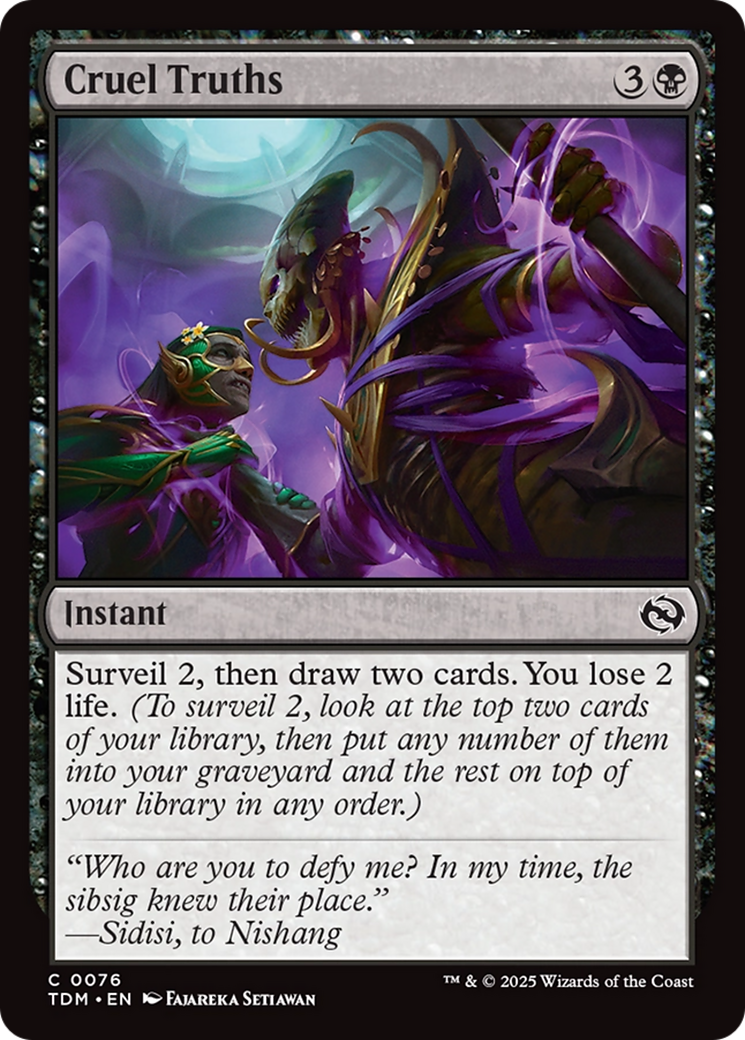 Cruel Truths 3
Instant
Surveil 2, then draw two cards. You lose 2
life. (To surveil 2, look at the top two cards
of your library, then put any number of them
into your graveyard and the rest on top of
your library in any order.)
“Who are you to defy me? In my time, the
sibsig knew their place.”
—Sidisi, to Nishang
C 0076
TDM • EN Fajareka Setiawan
™ & © 2025 Wizards of the Coast